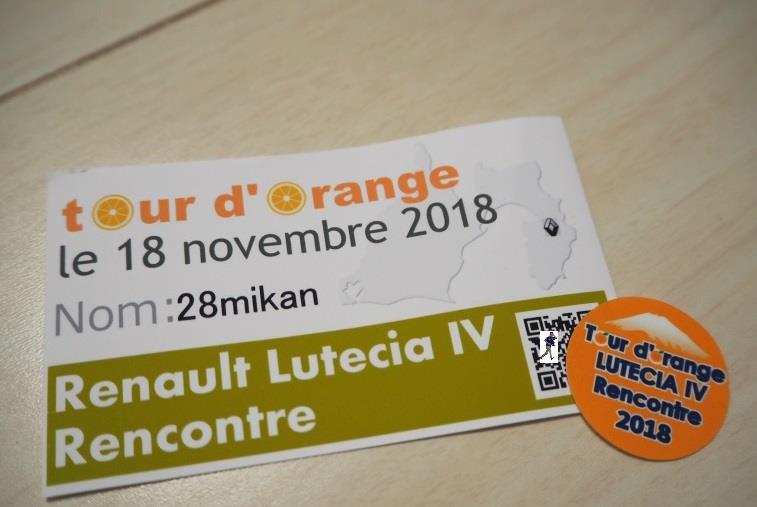 tour d'orange
le 18 novembre 2018
Nom:28mikan
Renault Lutecia IV
Rencontre
Tour d'orange
LUTECIA IV
Rencontre
2018